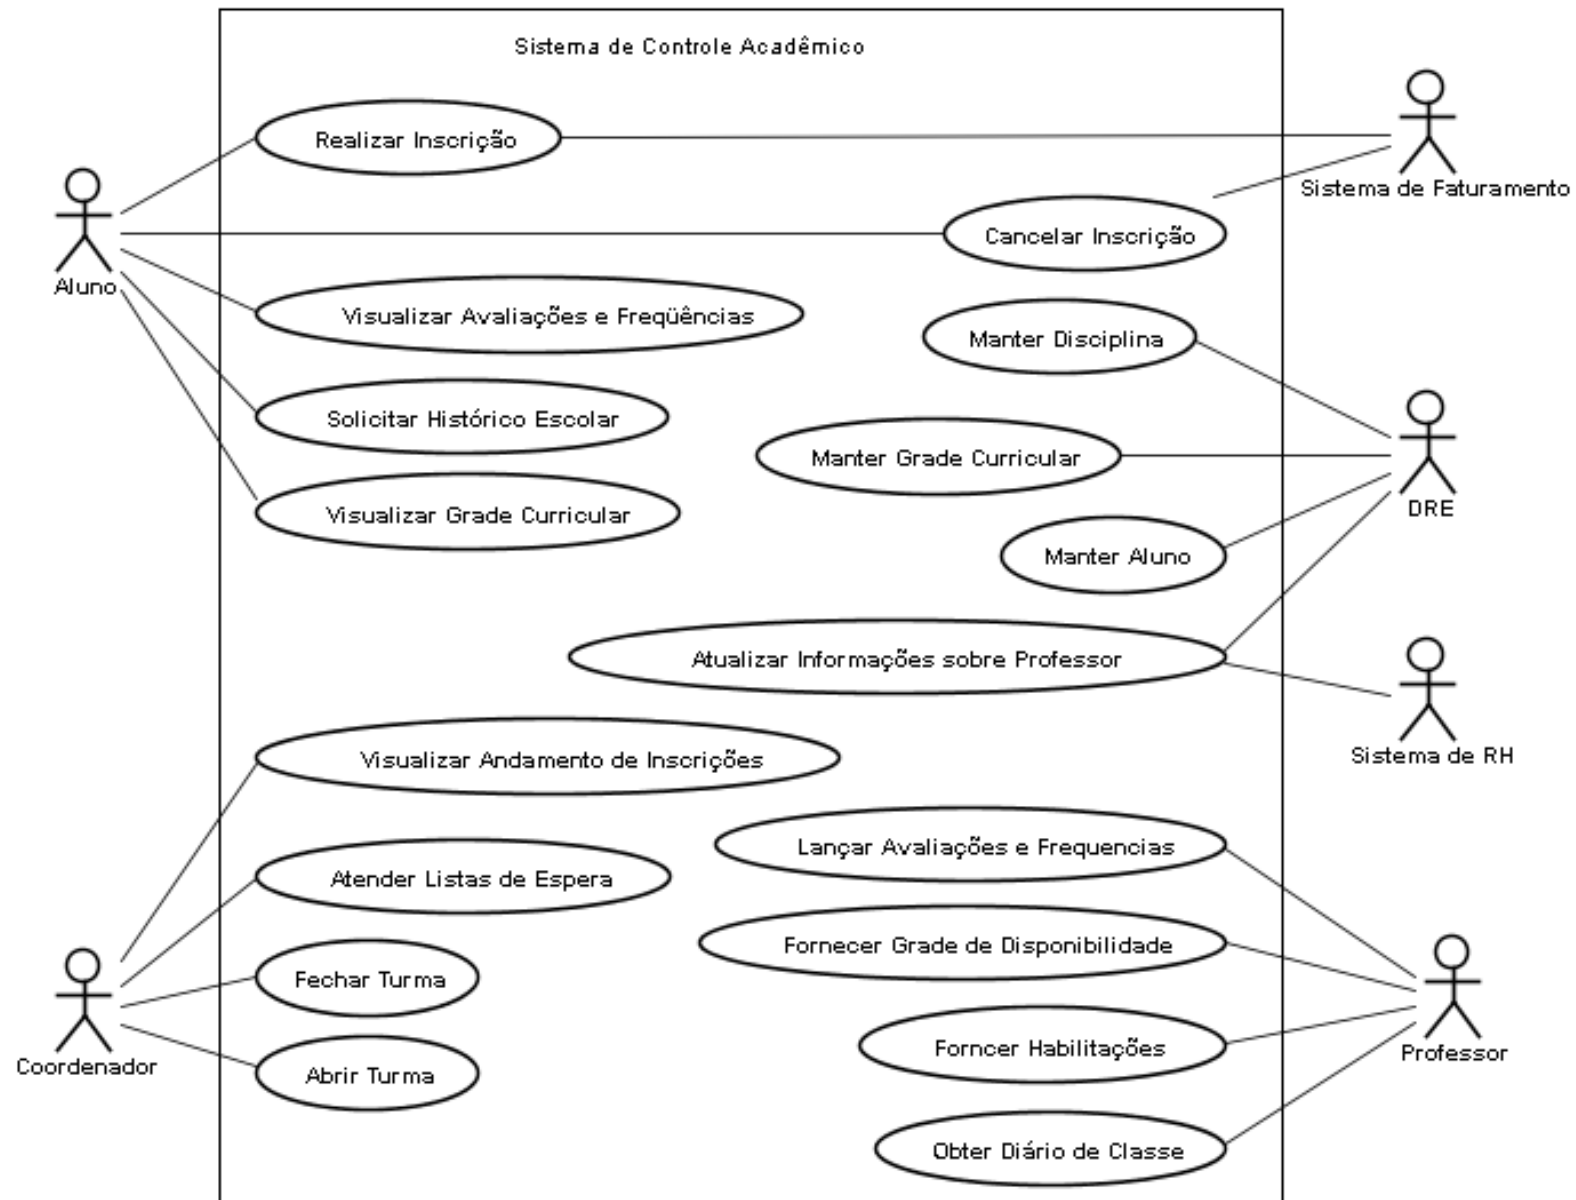 Sistema de Controle Acadêmico
Realizar Inscrição
Sistema de Faturamento
Cancelar Inscrição
Aluno
Visualizar Avaliações e Freqüências
Manter Disciplina
Solicitar Histórico Escolar
Manter Grade Curricular
DRE
Visualizar Grade Curricular
Manter Aluno
Atualizar Informações sobre Professor
Sistema de RH
Visualizar Andamento de Inscrições
Lançar Avaliações e Frequencias
Atender Listas de Espera
Fornecer Grade de Disponibilidade
Fechar Turma
Forncer Habilitações
Professor
Coordenador
Abrir Turma
Obter Diário de Classe